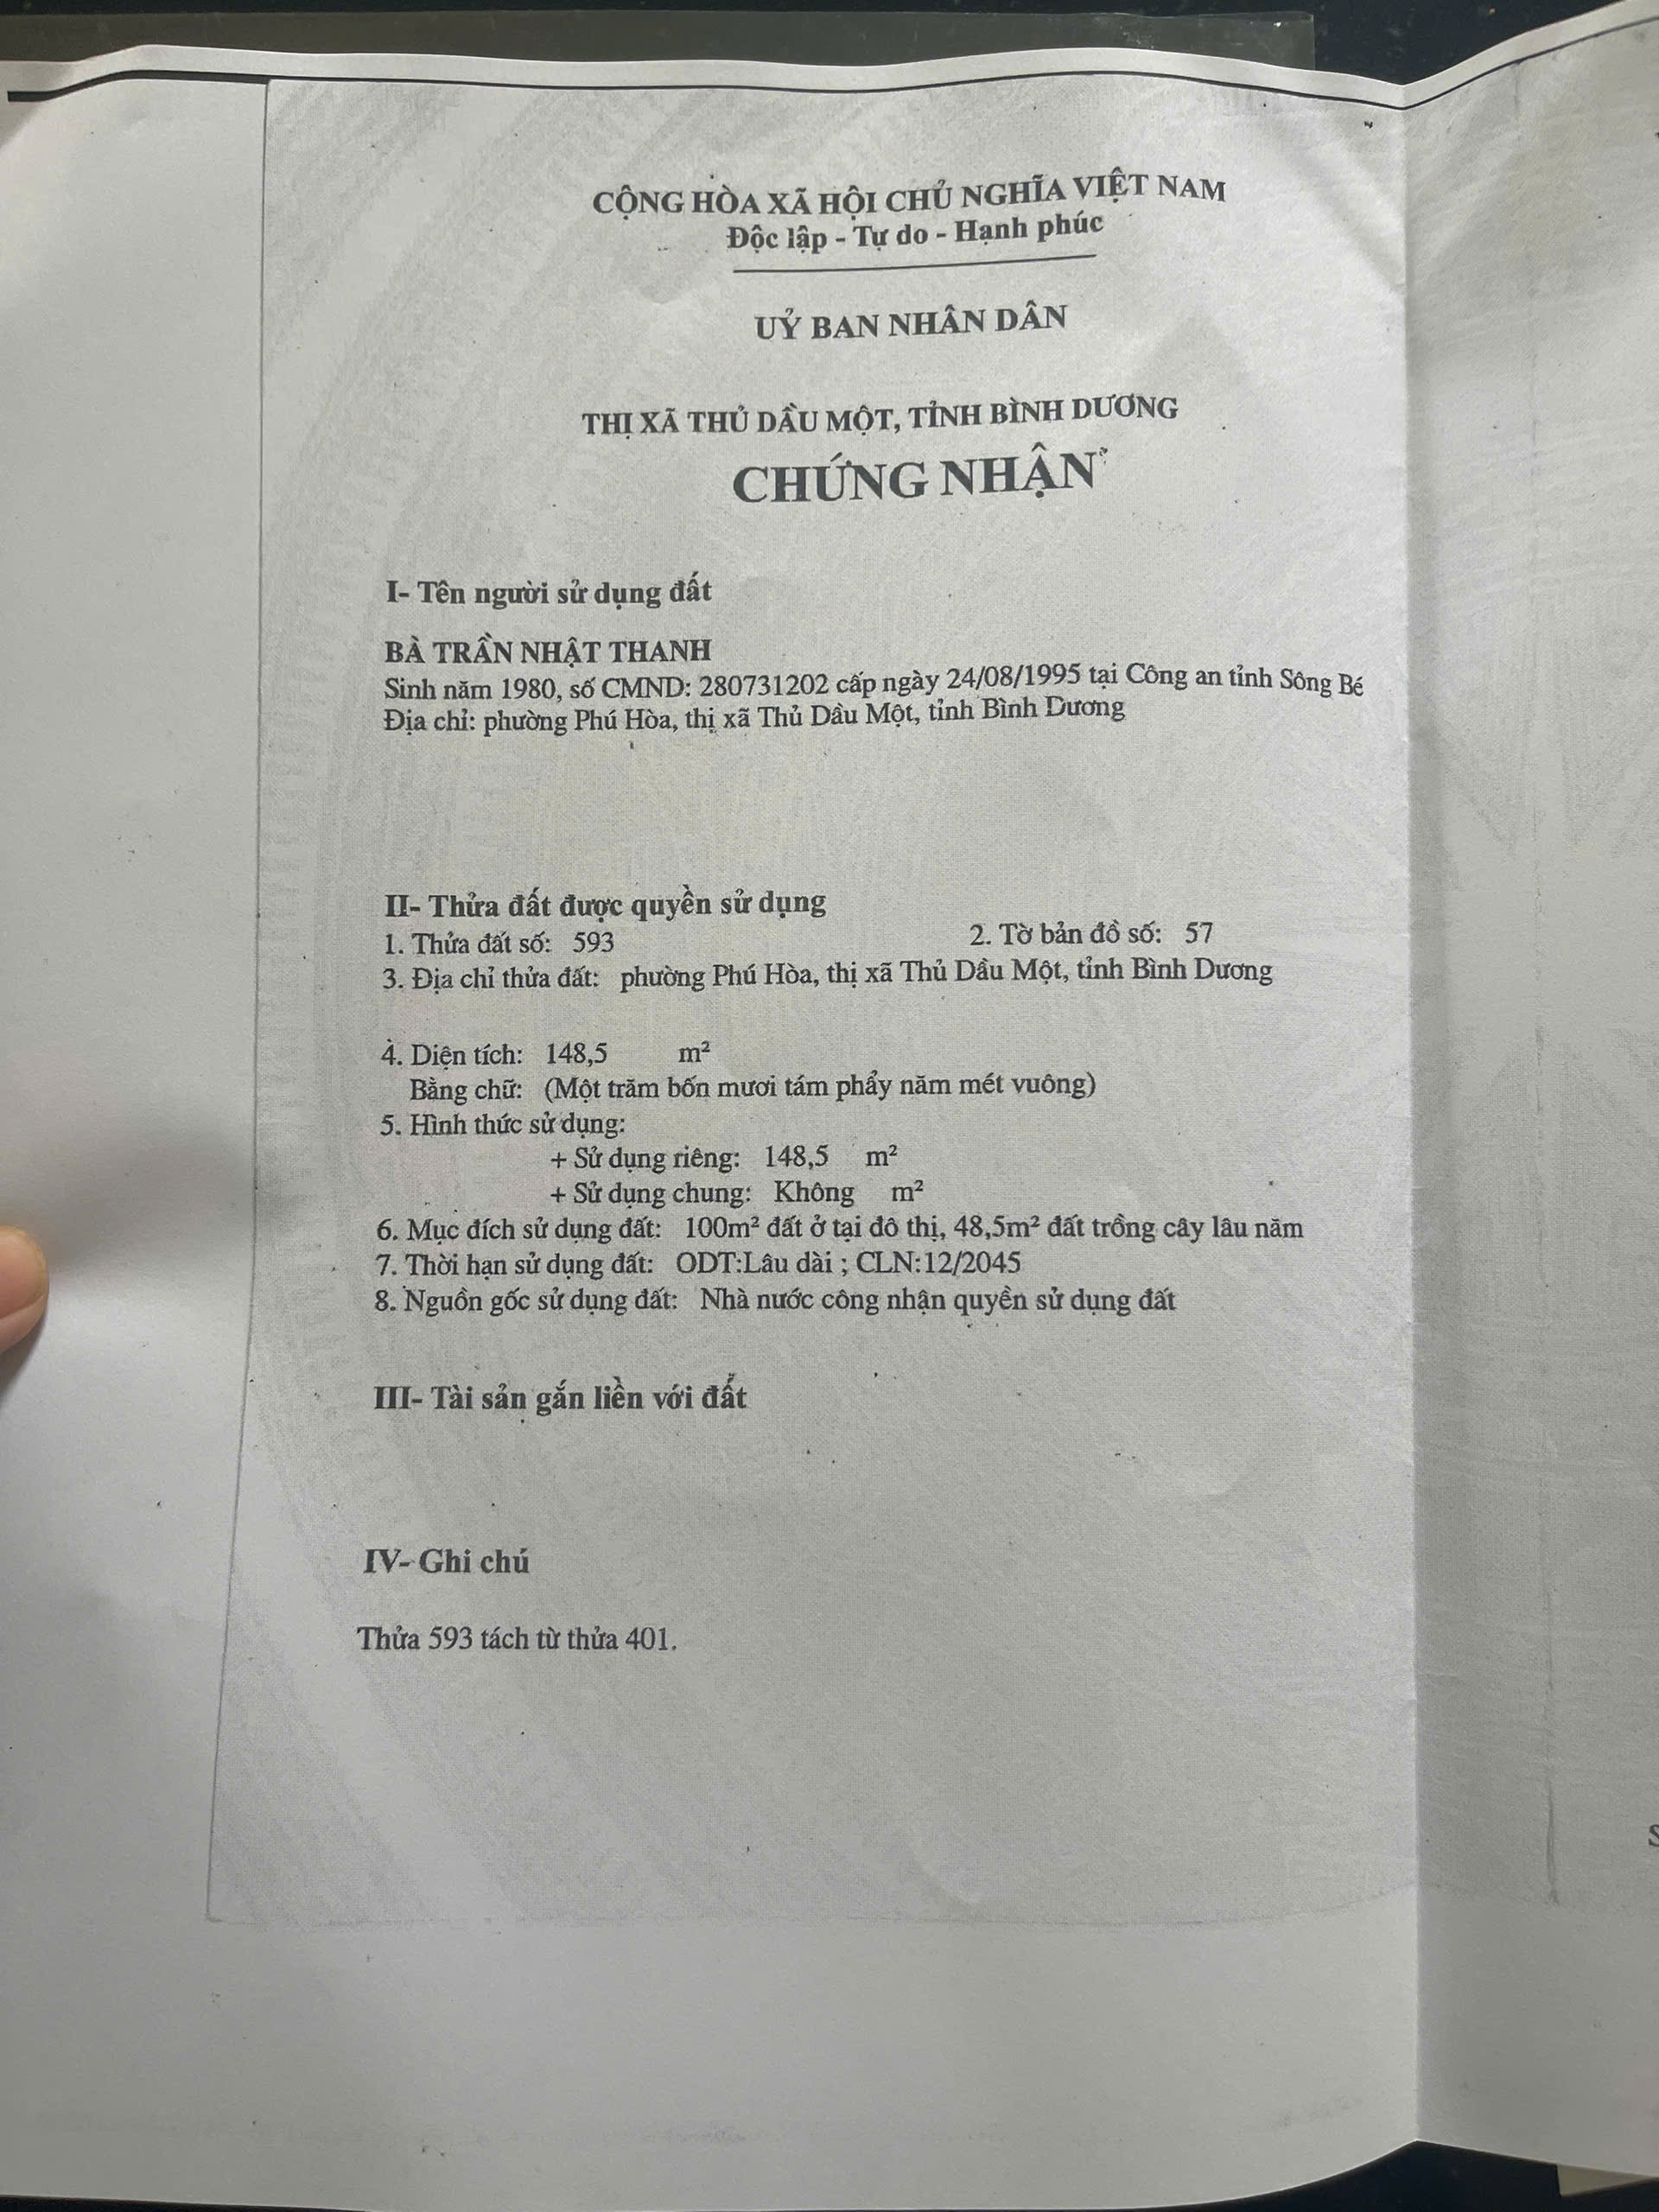 CỘNG HÒA XÃ HỘI CHỦ NGHĨA VIỆT NAM
Độc lập - Tự do - Hạnh phúc
UỶ BAN NHÂN DÂN
THỊ XÃ THỦ DẦU MỘT, TỈNH BÌNH DƯƠNG
CHỨNG NHẬN
I- Tên người sử dụng đất
BÀ TRẦN NHẬT THANH
Sinh năm 1980, số CMND: 280731202 cấp ngày 24/08/1995 tại Công an tỉnh Sông Bé
Địa chỉ: phường Phú Hòa, thị xã Thủ Dầu Một, tỉnh Bình Dương
II- Thửa đất được quyền sử dụng
1. Thửa đất số: 593 2. Tờ bản đồ số: 57
3. Địa chỉ thửa đất: phường Phú Hòa, thị xã Thủ Dầu Một, tỉnh Bình Dương
4. Diện tích: 148,5 m²
Bằng chữ: (Một trăm bốn mươi tám phẩy năm mét vuông)
5. Hình thức sử dụng:
+ Sử dụng riêng: 148,5 m²
+ Sử dụng chung: Không m²
6. Mục đích sử dụng đất: 100m² đất ở tại đô thị, 48,5m² đất trồng cây lâu năm
7. Thời hạn sử dụng đất: ODT:Lâu dài ; CLN:12/2045
8. Nguồn gốc sử dụng đất: Nhà nước công nhận quyền sử dụng đất
III- Tài sản gắn liền với đất
IV- Ghi chú
Thửa 593 tách từ thửa 401.